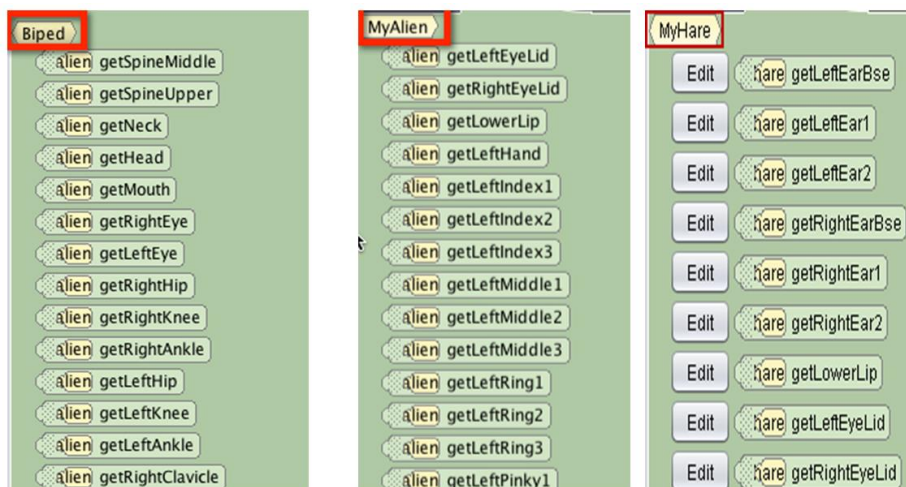 Biped
alien getSpineMiddle
alien getSpineUpper
alien getNeck
alien getHead
alien getMouth
alien getRightEye
alien getLeftEye
alien getRightHip
alien getRightKnee
alien getRightAnkle
alien getLeftHip
alien getLeftKnee
alien getLeftAnkle
alien getRightClavicle
MyAlien
alien getLeftEyeLid
alien getRightEyeLid
alien getLowerLip
alien getLeftHand
alien getLeftIndex1
alien getLeftIndex2
alien getLeftIndex3
alien getLeftMiddle1
alien getLeftMiddle2
alien getLeftMiddle3
alien getLeftRing1
alien getLeftRing2
alien getLeftRing3
alien getLeftPinky1
MyHare
Edit hare getLeftEarBse
Edit hare getLeftEar1
Edit hare getLeftEar2
Edit hare getRightEarBse
Edit hare getRightEar1
Edit hare getRightEar2
Edit hare getLowerLip
Edit hare getLeftEyeLid
Edit hare getRightEyeLid